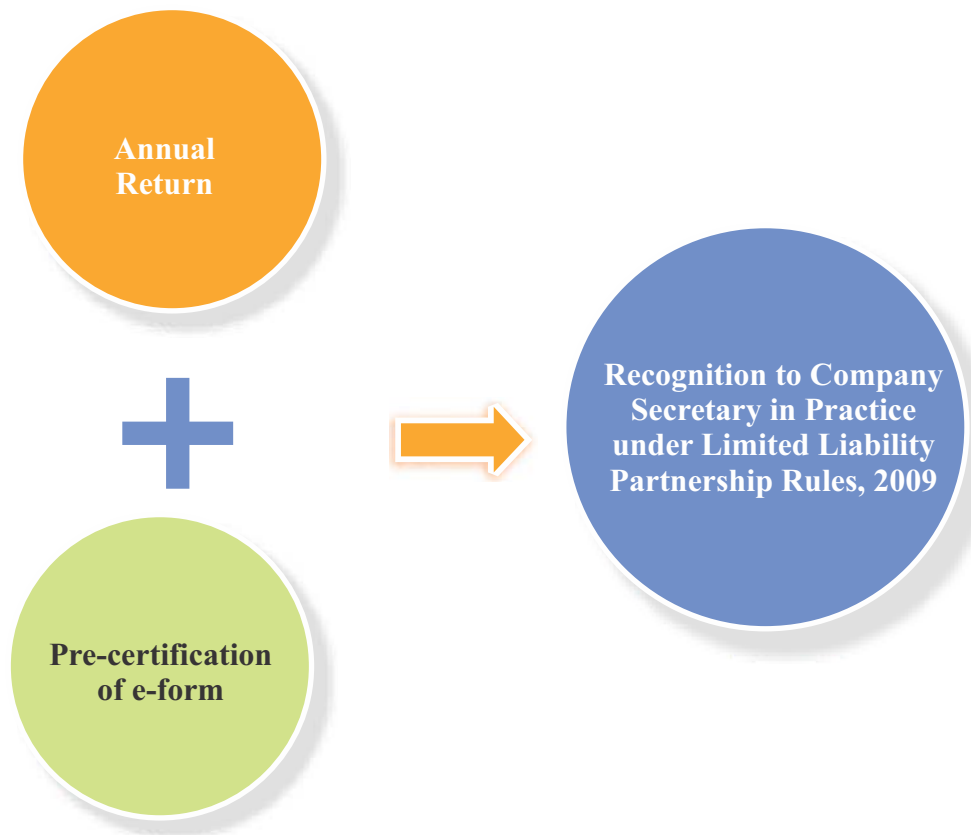 Annual
Return
Recognition to Company
Secretary in Practice
under Limited Liability
Partnership Rules, 2009
Pre-certification
of e-form